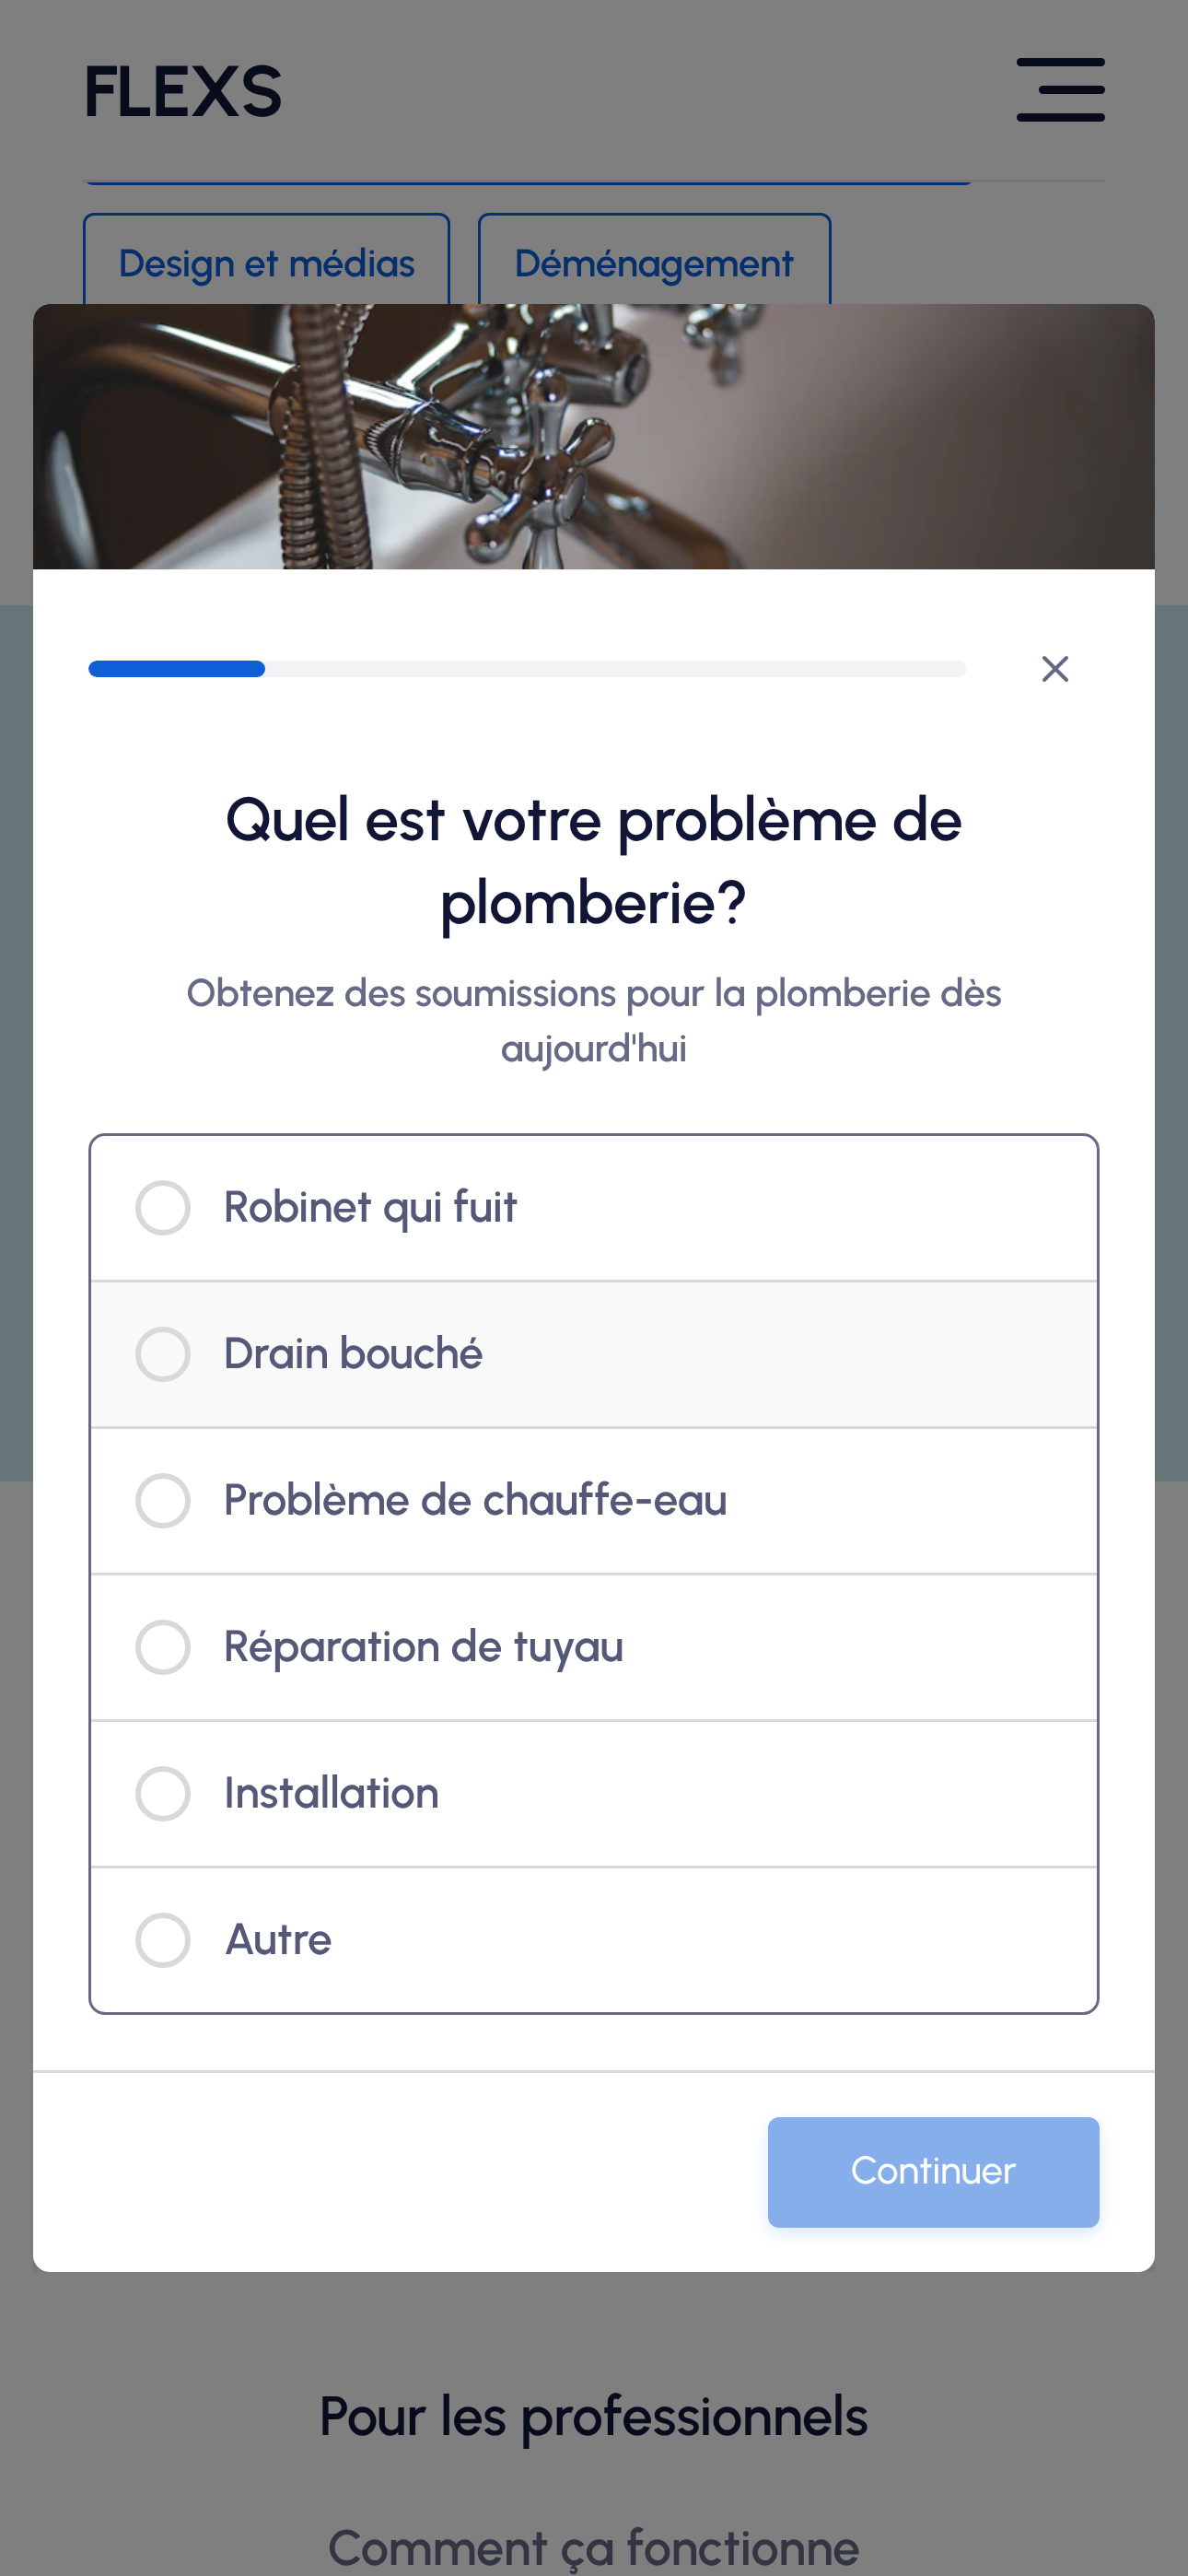 FLEXS
Design et médias
Déménagement
Quel est votre problème de
plomberie?
Obtenez des soumissions pour la plomberie dès
aujourd'hui
Robinet qui fuit
Drain bouché
Problème de chauffe-eau
Réparation de tuyau
Installation
Autre
Continuer
Pour les professionnels
Comment ça fonctionne